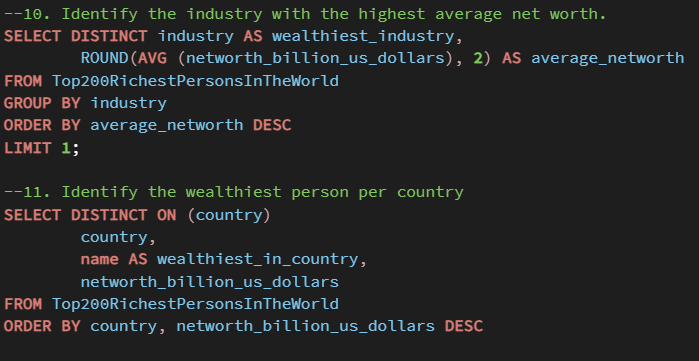 --10. Identify the industry with the highest average net worth.
SELECT DISTINCT industry AS wealthiest_industry,
        ROUND(AVG (networth_billion_us_dollars), 2) AS average_networth
FROM Top200RichestPersonsInTheWorld
GROUP BY industry
ORDER BY average_networth DESC
LIMIT 1;
--11. Identify the wealthiest person per country
SELECT DISTINCT ON (country)
        country,
        name AS wealthiest_in_country,
        networth_billion_us_dollars
FROM Top200RichestPersonsInTheWorld
ORDER BY country, networth_billion_us_dollars DESC